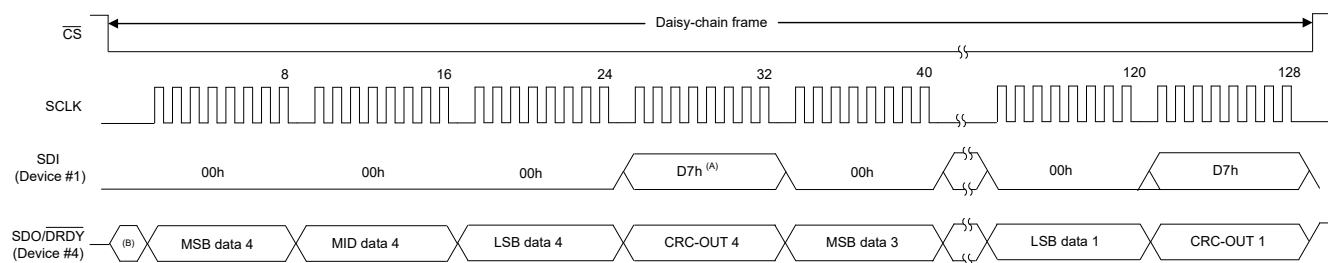 Daisy-chain frame
CS
8 16 24 32 40 120 128
SCLK
SDI
(Device #1)
00h 00h 00h D7h (A) 00h 00h D7h
SDO/DRDY
(Device #4)
(B) MSB data 4 MID data 4 LSB data 4 CRC-OUT 4 MSB data 3 LSB data 1 CRC-OUT 1